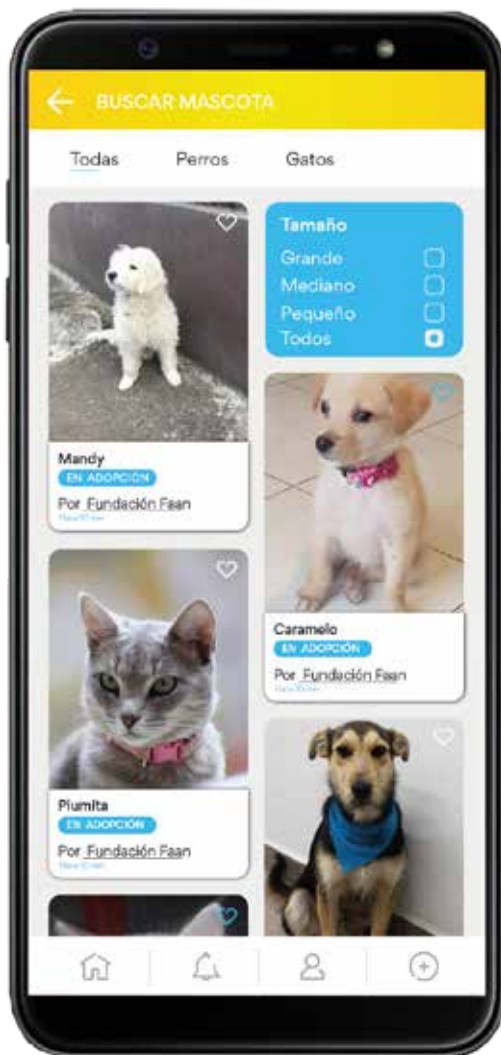 BUSCAR MASCOTA
Todas Perros Gatos
Tamaño
Grande
Mediano
Pequeño
Todos
Mandy
EN ADOPCIÓN
Por Fundación Faan
Caramelo
EN ADOPCIÓN
Por Fundación Faan
Plumita
EN ADOPCIÓN
Por Fundación Faan